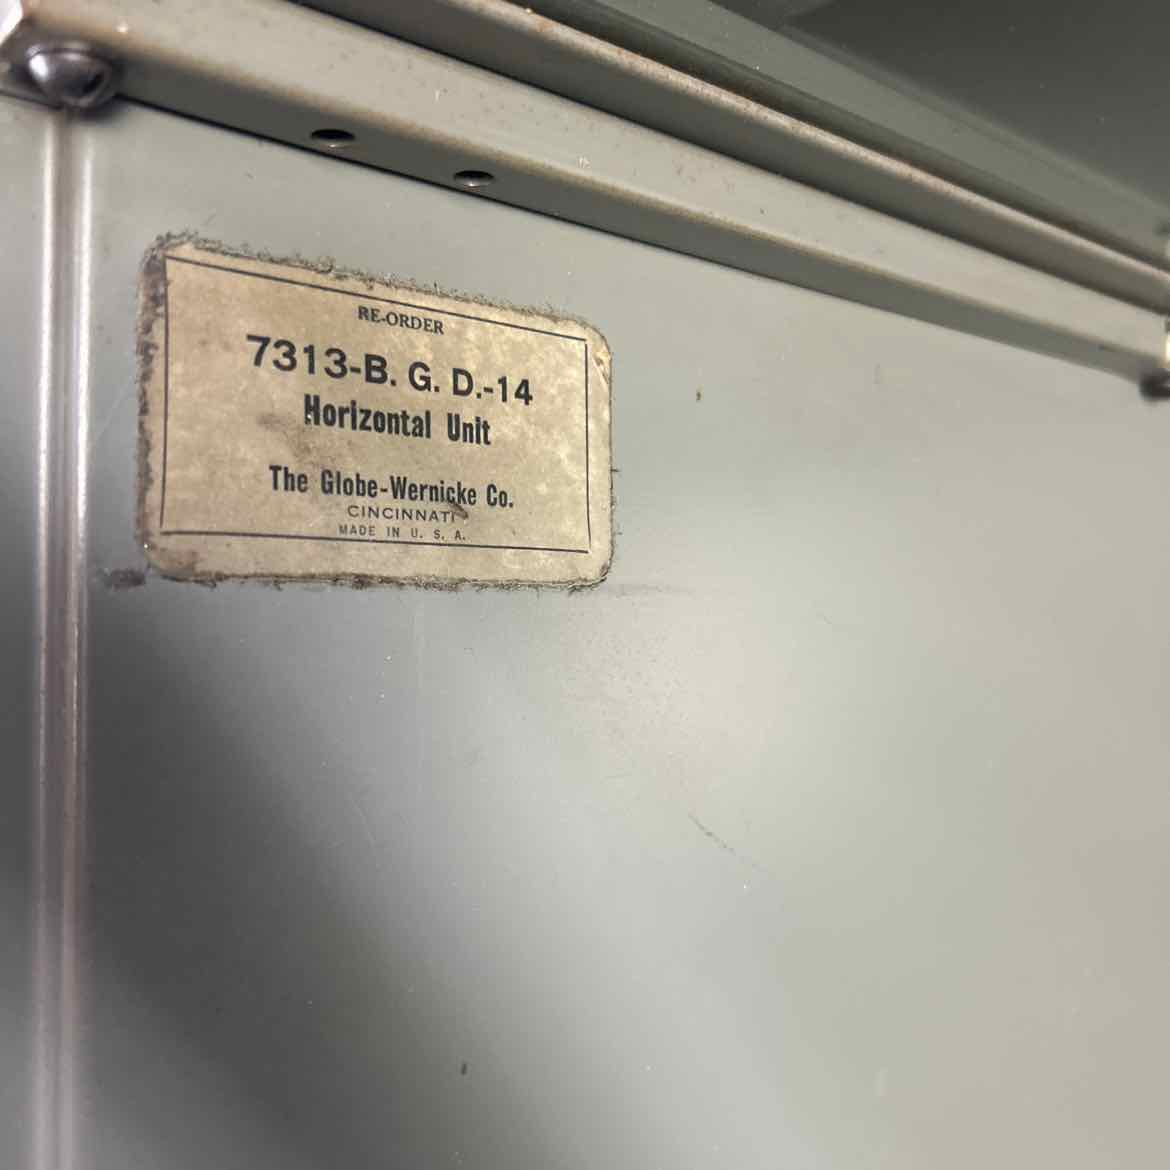 RE-ORDER
7313-B. G. D.-14
Horizontal Unit
The Globe-Wernicke Co.
CINCINNATI
MADE IN U. S. A.